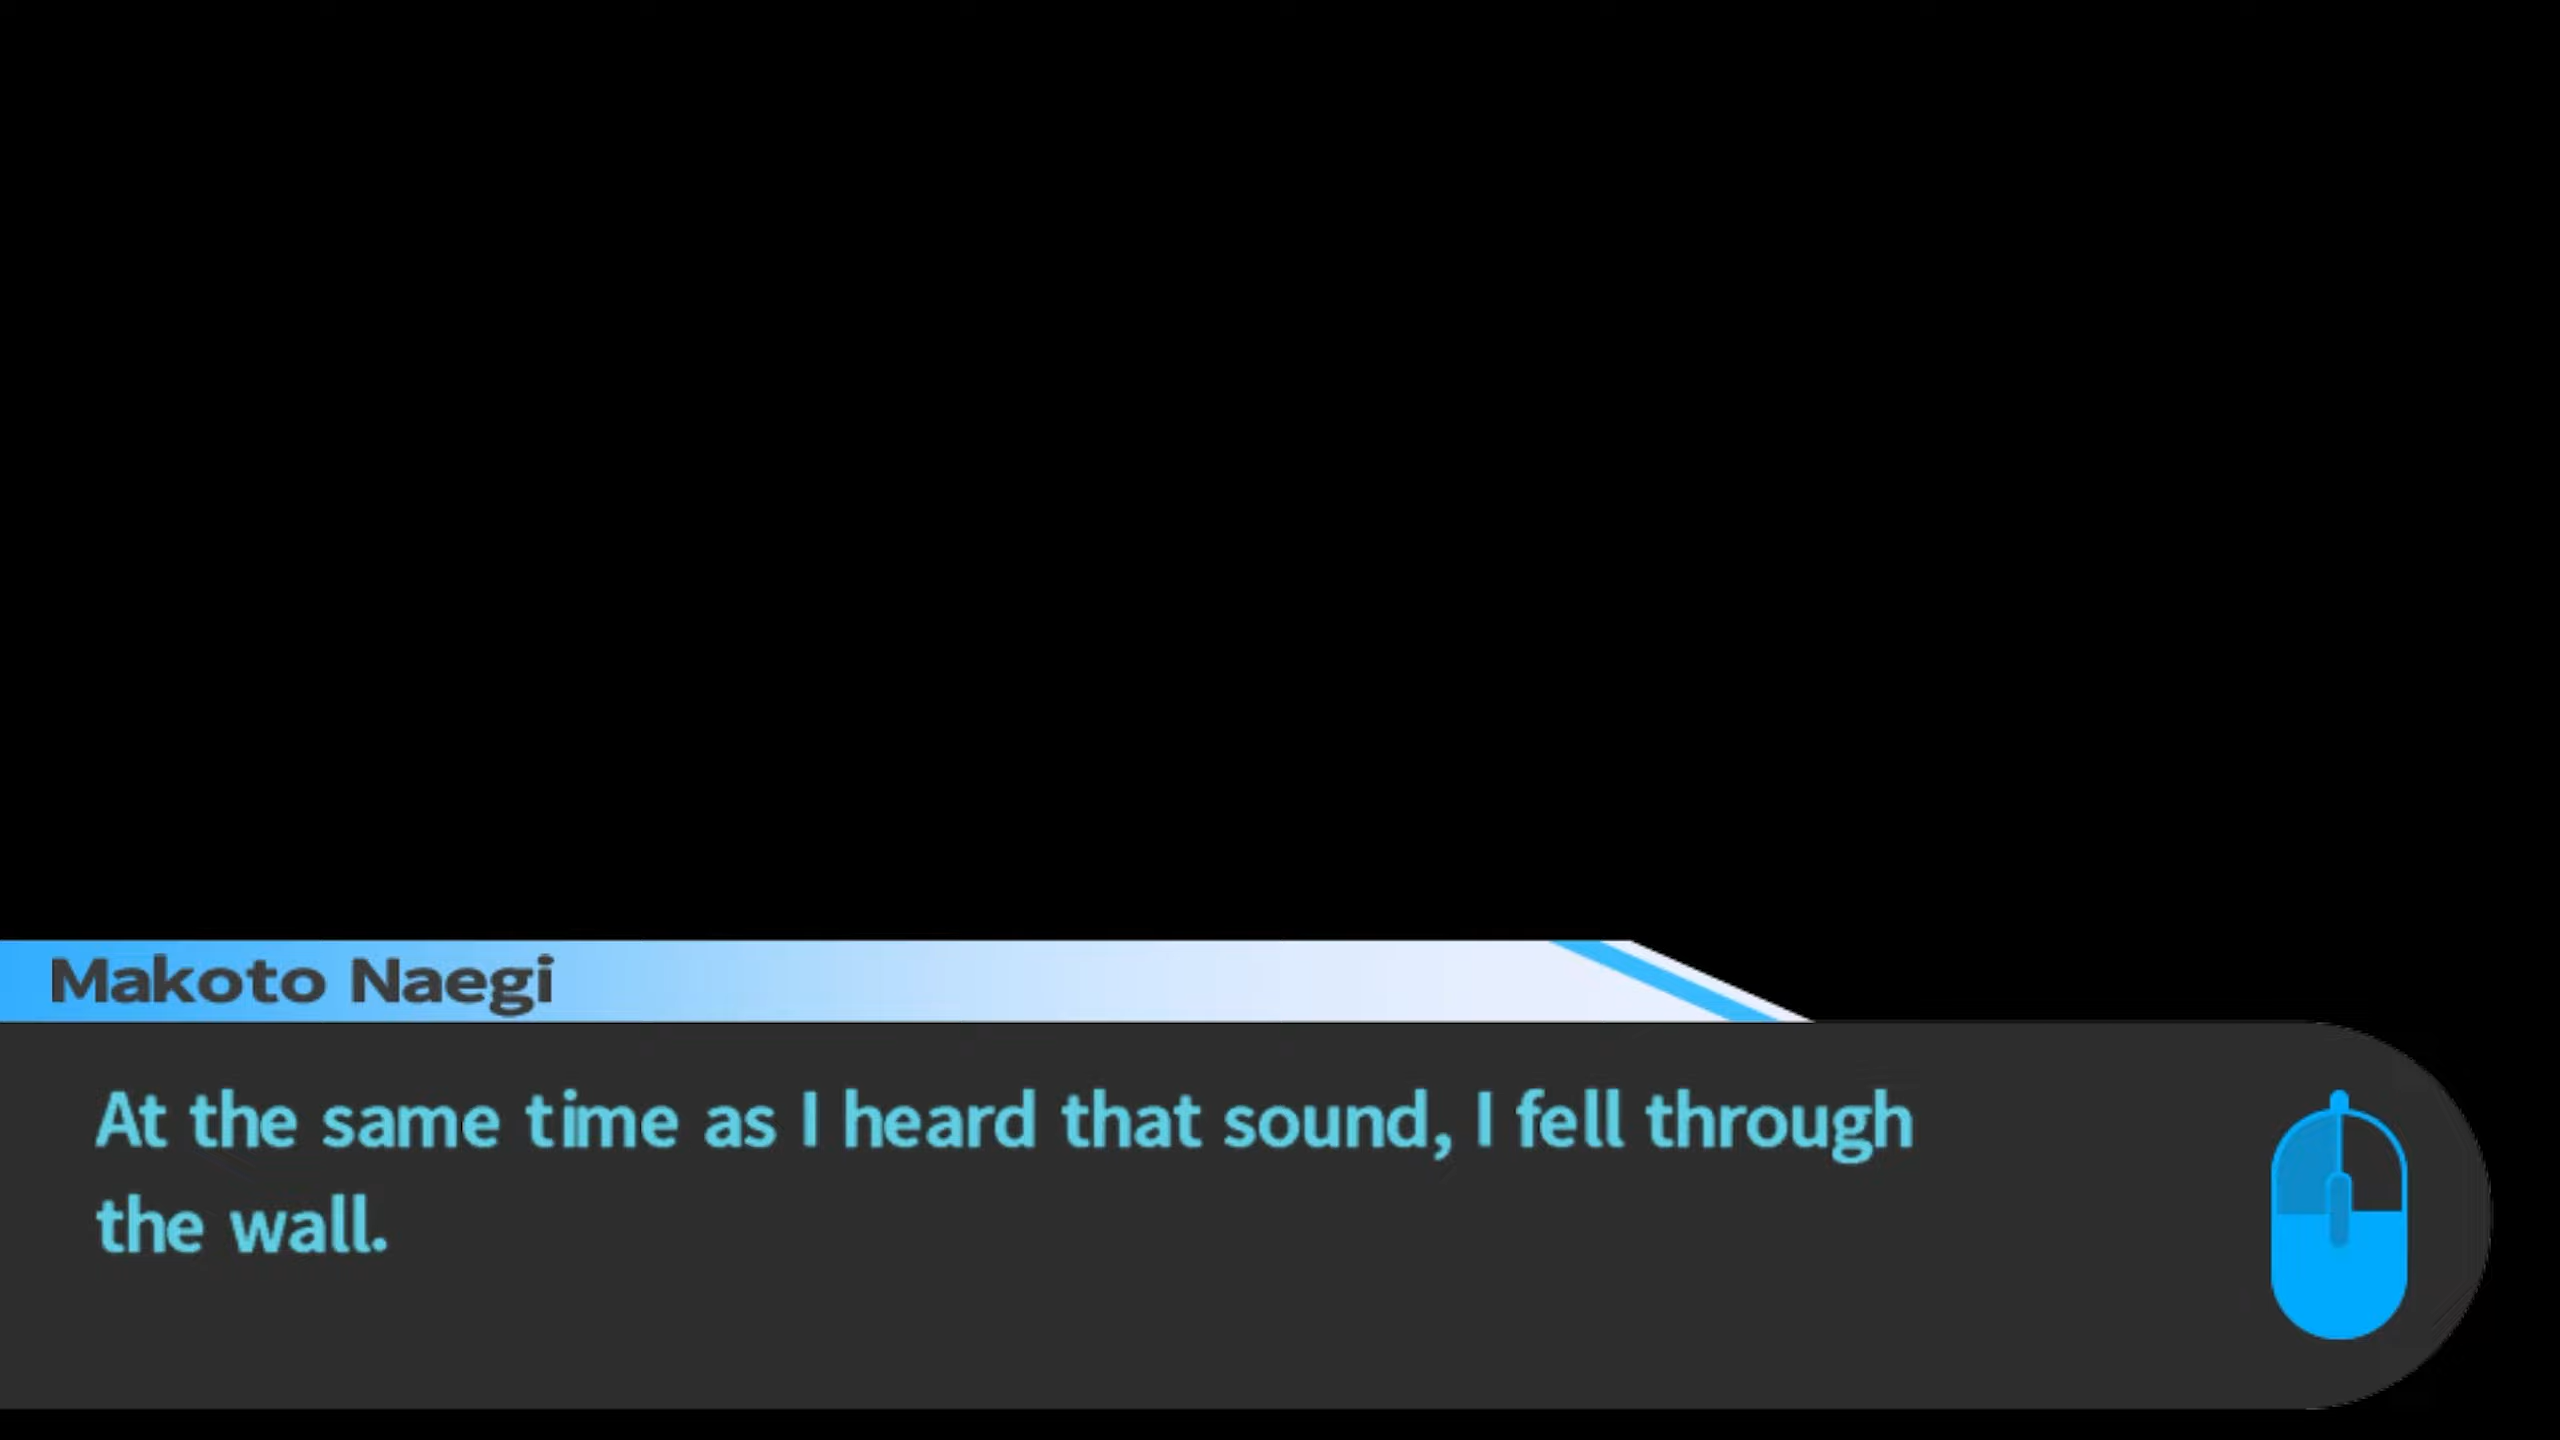 Makoto Naegi
At the same time as I heard that sound, I fell through
the wall.